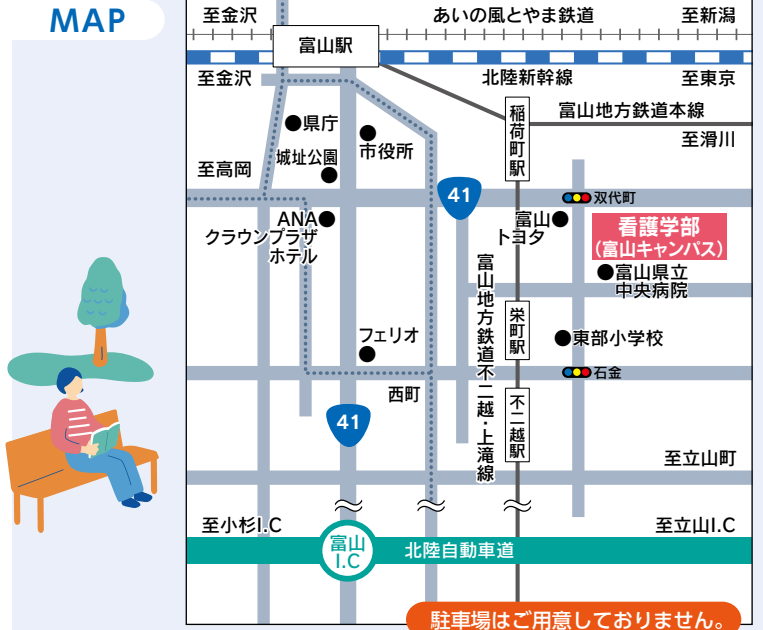 MAP
至金沢
あいの風とやま鉄道
至新潟
富山駅
至金沢
北陸新幹線
至東京
稲荷町駅
富山地方鉄道本線
至滑川
県庁
市役所
城址公園
至高岡
41
双代町
ANA
クラウンプラザ
ホテル
富山
トヨタ
看護学部
(富山キャンパス)
富山県立
中央病院
富山地方鉄道不二越・上滝線
栄町駅
フェリオ
東部小学校
石金
西町
不二越駅
41
至立山町
至小杉I.C
至立山I.C
富山
I.C
北陸自動車道
駐車場はご用意しておりません。